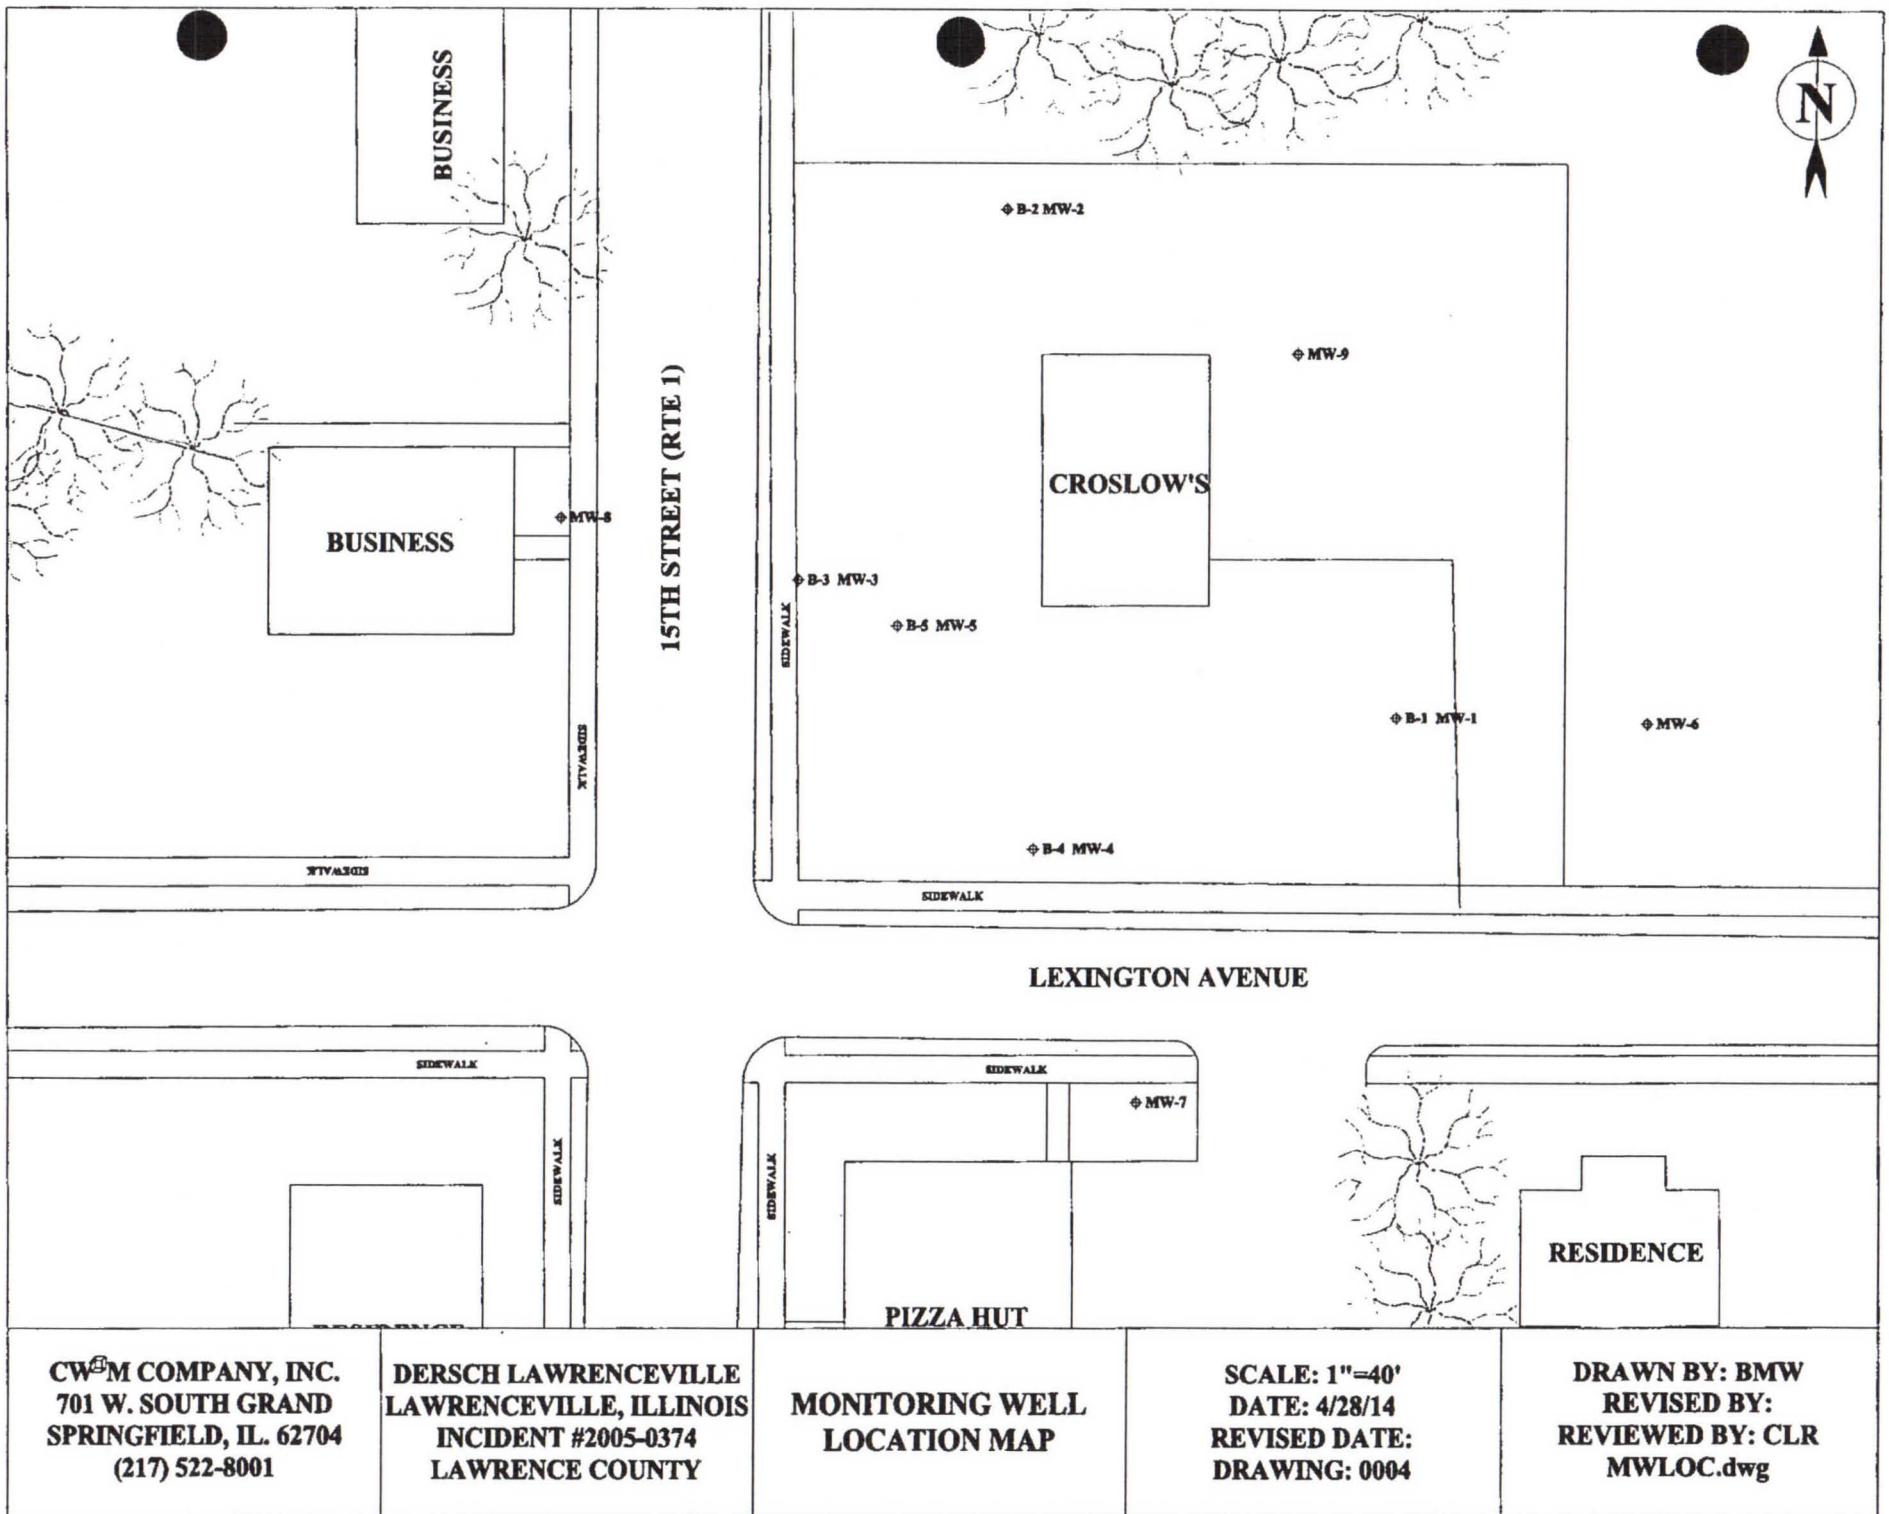 BUSINESS
N
B-2 MW-2
MW-9
15TH STREET (RTE 1)
CROSLOW'S
BUSINESS
MW-8
B-3 MW-3
B-5 MW-5
SIDEWALK
B-1 MW-1
MW-6
SIDEWALK
B-4 MW-4
SIDEWALK
SIDEWALK
LEXINGTON AVENUE
SIDEWALK
SIDEWALK
MW-7
SIDEWALK
SIDEWALK
RESIDENCE
PIZZA HUT
RESIDENCE
CW M COMPANY, INC.
701 W. SOUTH GRAND
SPRINGFIELD, IL. 62704
(217) 522-8001
DERSCH LAWRENCEVILLE
LAWRENCEVILLE, ILLINOIS
INCIDENT #2005-0374
LAWRENCE COUNTY
MONITORING WELL
LOCATION MAP
SCALE: 1"=40'
DATE: 4/28/14
REVISED DATE:
DRAWING: 0004
DRAWN BY: BMW
REVISED BY:
REVIEWED BY: CLR
MWLOC.dwg